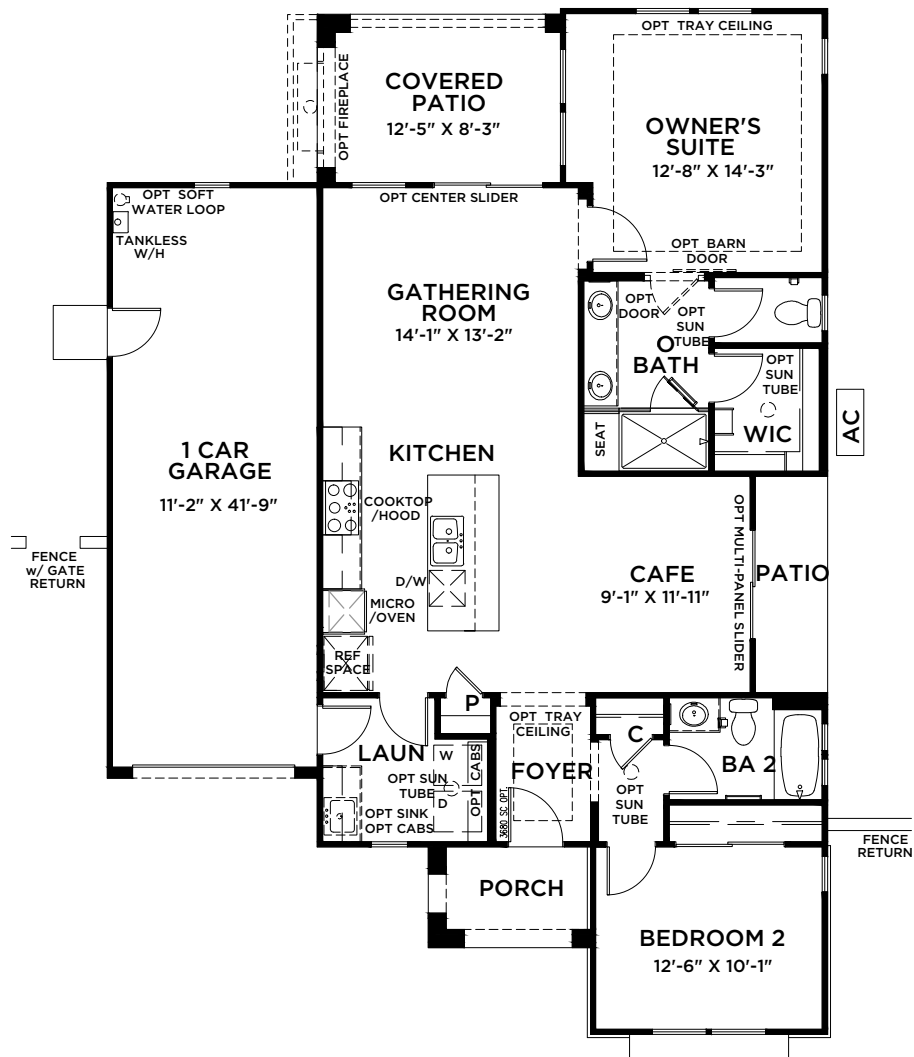 OPT TRAY CEILING
COVERED
PATIO
12'-5" X 8'-3"
OPT FIREPLACE
OWNER'S
SUITE
12'-8" X 14'-3"
OPT SOFT
WATER LOOP
OPT CENTER SLIDER
TANKLESS
W/H
OPT BARN
DOOR
GATHERING
ROOM
14'-1" X 13'-2"
OPT
DOOR
OPT
SUN
TUBE
O
BATH
OPT
SUN
TUBE
AC
SEAT
WIC
1 CAR
GARAGE
11'-2" X 41'-9"
KITCHEN
COOKTOP
/HOOD
FENCE
w/ GATE
RETURN
D/W
MICRO
/OVEN
CAFE
9'-1" X 11'-11"
OPT MULTI-PANEL SLIDER
PATIO
REF
SPACE
P
OPT TRAY
CEILING
C
LAUN
W
OPT CABS
FOYER
BA 2
OPT SUN
TUBE
D
OPT
SUN
TUBE
OPT SINK
OPT CABS
3680 SC OPT.
FENCE
RETURN
PORCH
BEDROOM 2
12'-6" X 10'-1"